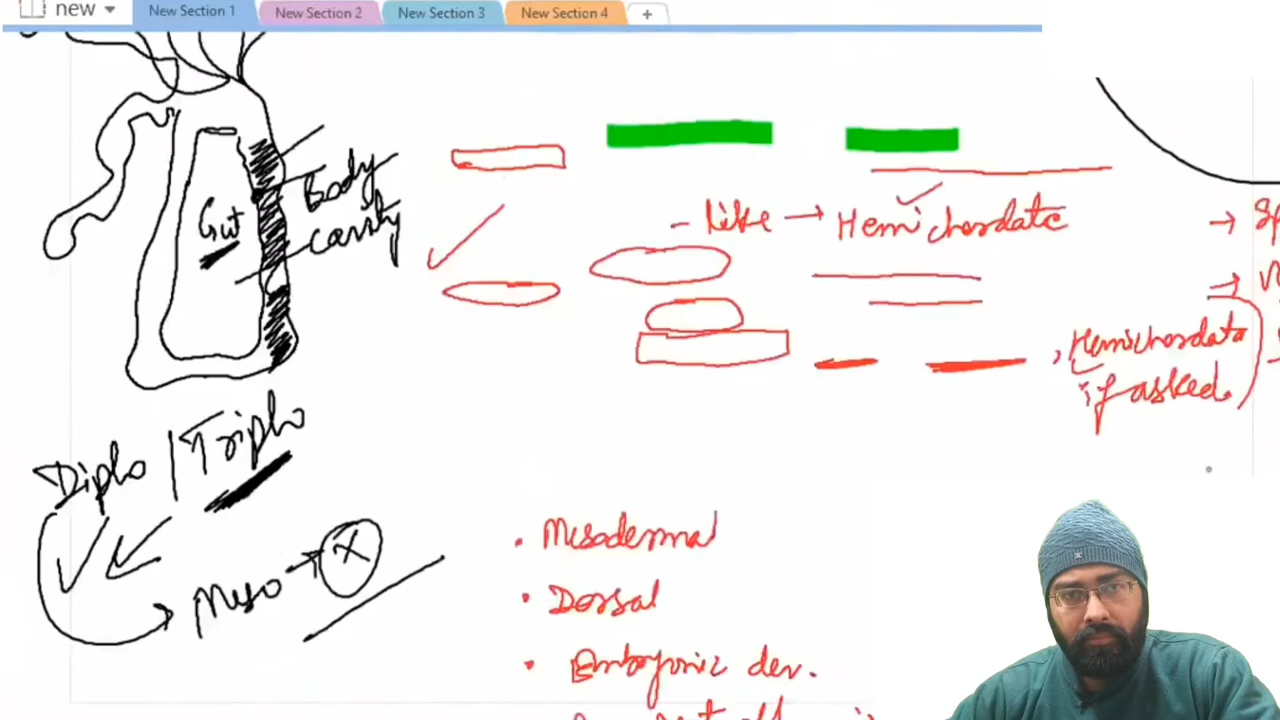 new
New Section 1
New Section 2
New Section 3
New Section 4
+
Gut
Body
cavity
- like → Hemichordate
→ Sp
→
Hemichordata
if asked.
Diplo / Triplo
Meso → X
• Mesodermal
• Dorsal
• Embryonic dev.